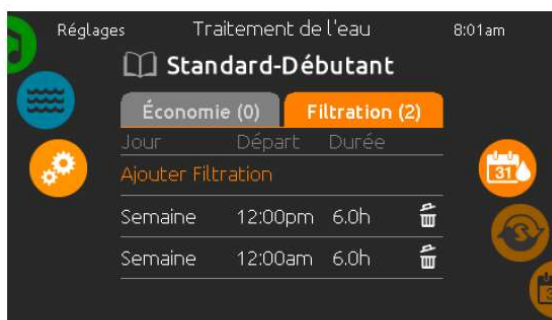 Réglages Traitement de l'eau 8:01am
Standard-Débutant
Économie (0) Filtration (2)
Jour Départ Durée
Ajouter Filtration
31
Semaine 12:00pm 6.0h
Semaine 12:00am 6.0h